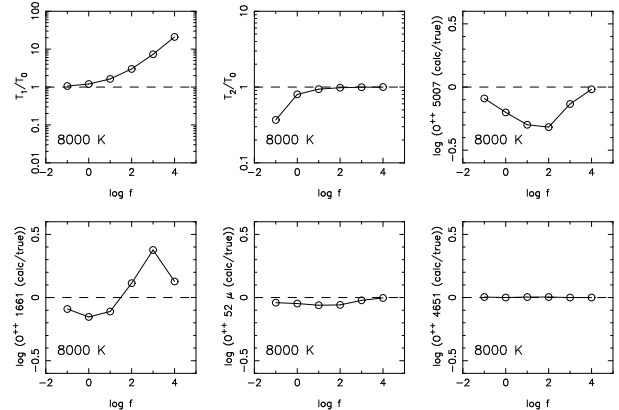 100
10
1
0.1
0.01
T₁/T₀
8000 K
−2 0 2 4
log f
10
1
0.1
T₂/T₀
8000 K
−2 0 2 4
log f
0.5
0
−0.5
log (O⁺⁺ 5007 (calc/true))
8000 K
−2 0 2 4
log f
0.5
0
−0.5
log (O⁺⁺ 1661 (calc/true))
8000 K
−2 0 2 4
log f
0.5
0
−0.5
log (O⁺⁺ 52 μ (calc/true))
8000 K
−2 0 2 4
log f
0.5
0
−0.5
log (O⁺⁺ 4651 (calc/true))
8000 K
−2 0 2 4
log f